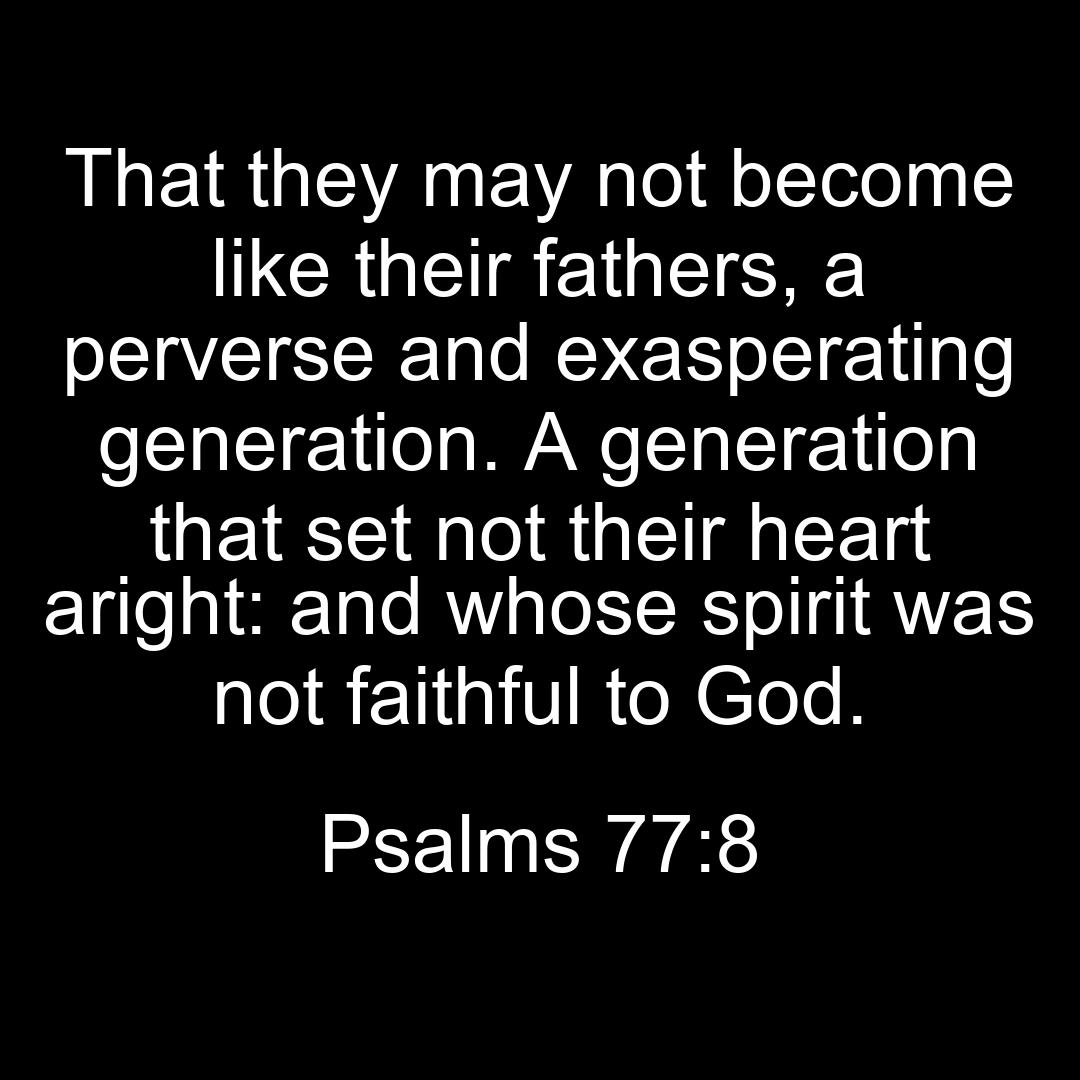 That they may not become
like their fathers, a
perverse and exasperating
generation. A generation
that set not their heart
aright: and whose spirit was
not faithful to God.
Psalms 77:8